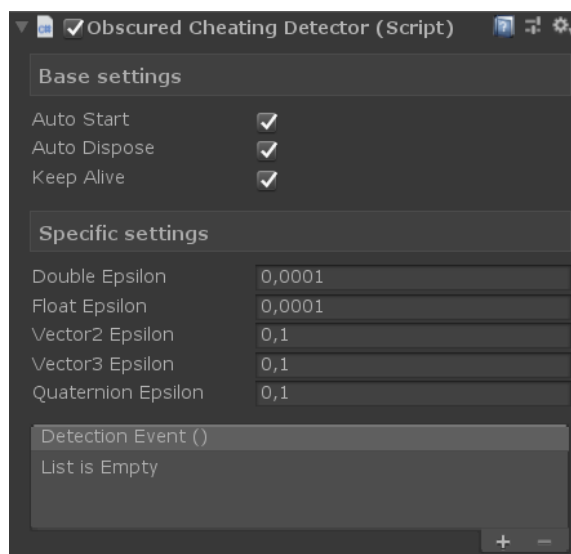 Obscured Cheating Detector (Script)
Base settings
Auto Start
Auto Dispose
Keep Alive
Specific settings
Double Epsilon 0,0001
Float Epsilon 0,0001
Vector2 Epsilon 0,1
Vector3 Epsilon 0,1
Quaternion Epsilon 0,1
Detection Event ()
List is Empty
+ −